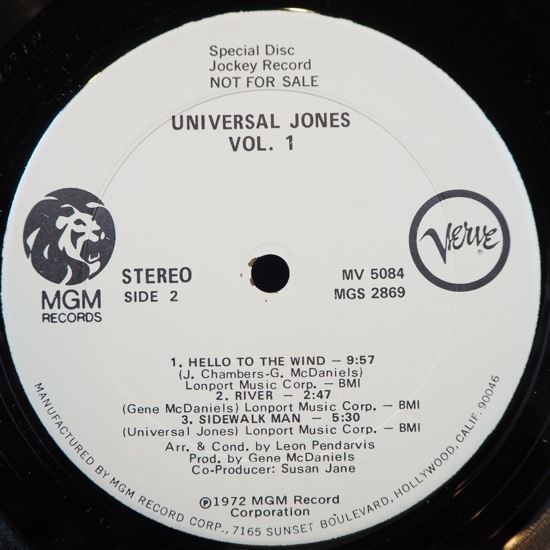 Special Disc
Jockey Record
NOT FOR SALE
UNIVERSAL JONES
VOL. 1
MGM
RECORDS
STEREO
SIDE 2
Verve
®
MV 5084
MGS 2869
1. HELLO TO THE WIND — 9:57
(J. Chambers-G. McDaniels)
Lonport Music Corp. — BMI
2. RIVER — 2:47
(Gene McDaniels) Lonport Music Corp. — BMI
3. SIDEWALK MAN — 5:30
(Universal Jones) Lonport Music Corp. — BMI
Arr. & Cond. by Leon Pendarvis
Prod. by Gene McDaniels
Co-Producer: Susan Jane
℗1972 MGM Record
Corporation
MANUFACTURED BY MGM RECORD CORP., 7165 SUNSET BOULEVARD, HOLLYWOOD, CALIF. 90046